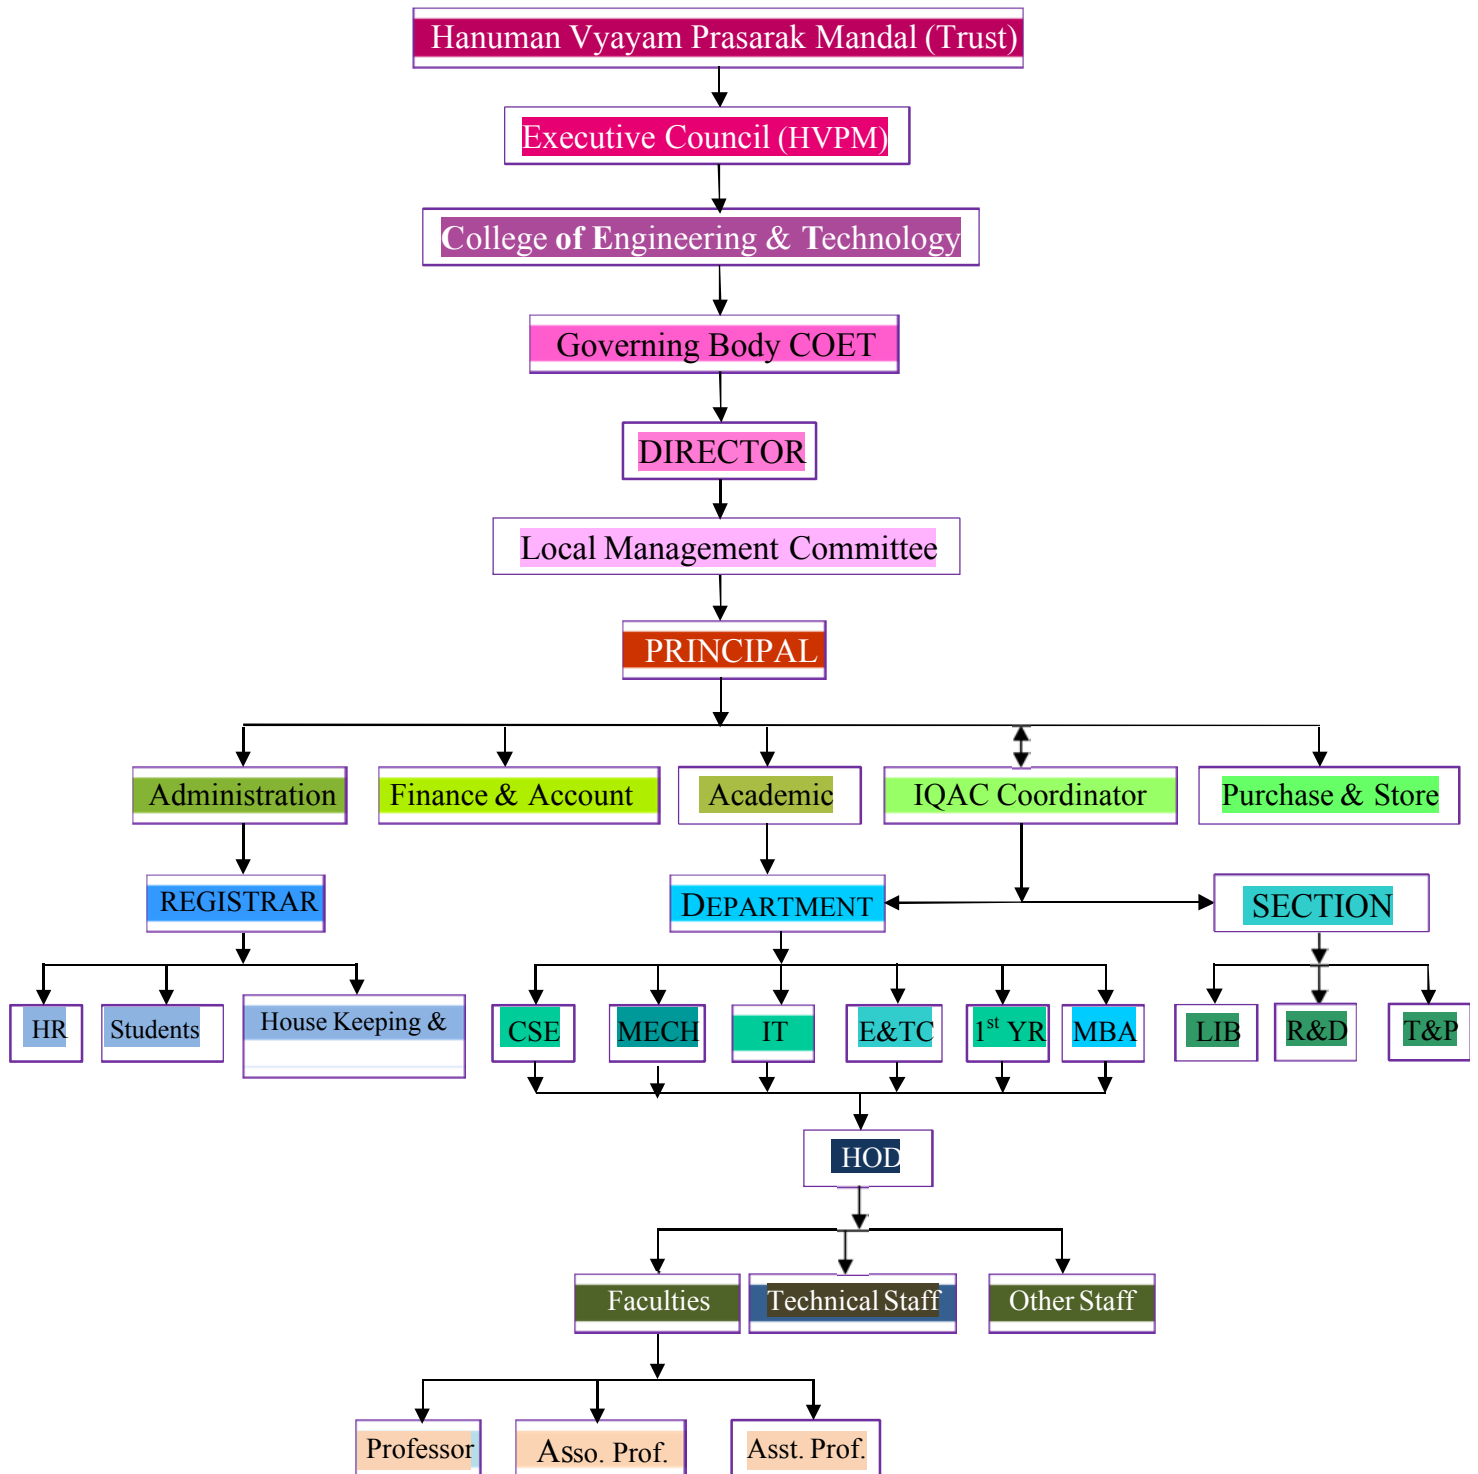 Hanuman Vyayam Prasarak Mandal (Trust)
Executive Council (HVPM)
College of Engineering & Technology
Governing Body COET
DIRECTOR
Local Management Committee
PRINCIPAL
Administration
Finance & Account
Academic
IQAC Coordinator
Purchase & Store
REGISTRAR
DEPARTMENT
SECTION
HR
Students
House Keeping &
CSE
MECH
IT
E&TC
1st YR
MBA
LIB
R&D
T&P
HOD
Faculties
Technical Staff
Other Staff
Professor
Asso. Prof.
Asst. Prof.